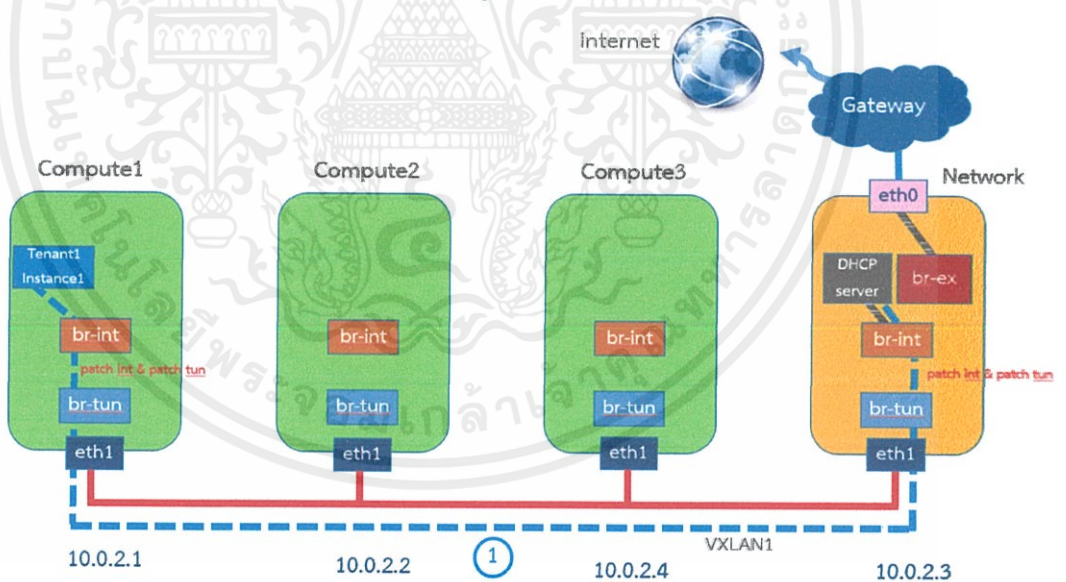 Internet
Gateway
Compute1
Compute2
Compute3
Network
eth0
Tenant1
Instance1
DHCP
server
br-ex
br-int
br-int
br-int
br-int
patch int & patch tun
patch int & patch tun
br-tun
br-tun
br-tun
br-tun
eth1
eth1
eth1
eth1
VXLAN1
10.0.2.1
10.0.2.2
1
10.0.2.4
10.0.2.3